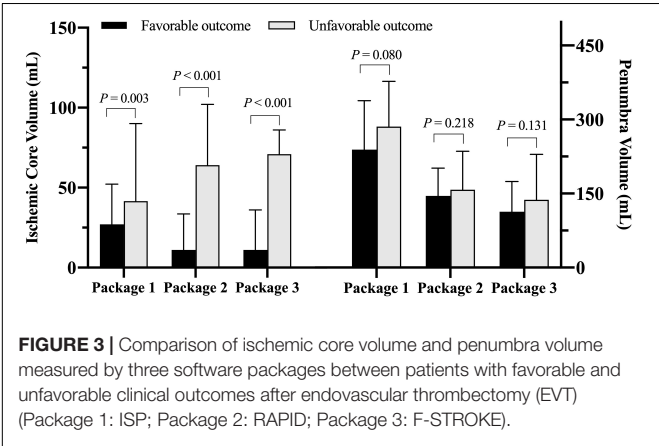 Favorable outcome Unfavorable outcome
Ischemic Core Volume (mL)
150
100
50
0
Penumbra Volume (mL)
450
300
150
0
P = 0.003
P < 0.001
P < 0.001
P = 0.080
P = 0.218
P = 0.131
Package 1 Package 2 Package 3 Package 1 Package 2 Package 3
FIGURE 3 | Comparison of ischemic core volume and penumbra volume
measured by three software packages between patients with favorable and
unfavorable clinical outcomes after endovascular thrombectomy (EVT)
(Package 1: ISP; Package 2: RAPID; Package 3: F-STROKE).